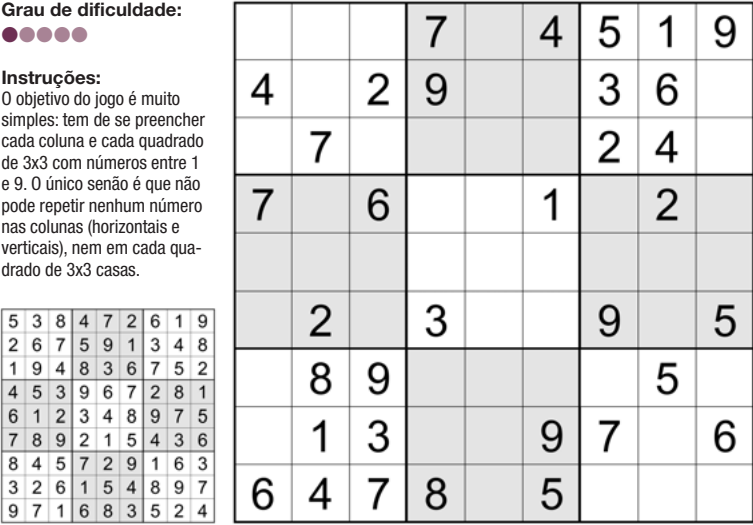 Grau de dificuldade:
Instruções:
O objetivo do jogo é muito
simples: tem de se preencher
cada coluna e cada quadrado
de 3x3 com números entre 1
e 9. O único senão é que não
pode repetir nenhum número
nas colunas (horizontais e
verticais), nem em cada qua-
drado de 3x3 casas.
5 3 8 4 7 2 6 1 9
2 6 7 5 9 1 3 4 8
1 9 4 8 3 6 7 5 2
4 5 3 9 6 7 2 8 1
6 1 2 3 4 8 9 7 5
7 8 9 2 1 5 4 3 6
8 4 5 7 2 9 1 6 3
3 2 6 1 5 4 8 9 7
9 7 1 6 8 3 5 2 4
7 4 5 1 9
4 2 9 3 6
7 2 4
7 6 1 2
2 3 9 5
8 9 5
1 3 9 7 6
6 4 7 8 5